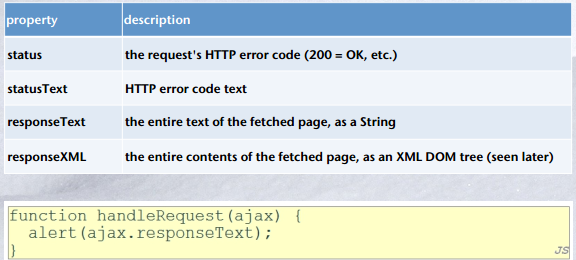 property description
status the request's HTTP error code (200 = OK, etc.)
statusText HTTP error code text
responseText the entire text of the fetched page, as a String
responseXML the entire contents of the fetched page, as an XML DOM tree (seen later)
function handleRequest(ajax) {
  alert(ajax.responseText);
}
JS